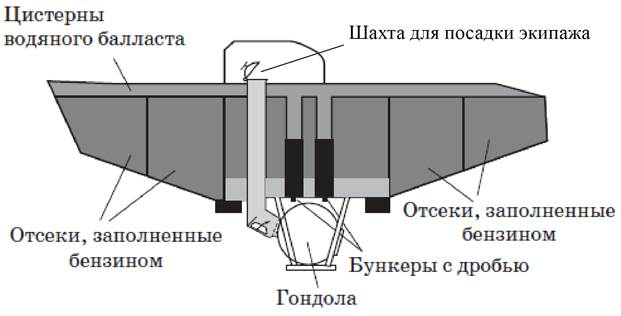 Цистерны
водяного балласта
Шахта для посадки экипажа
Отсеки, заполненные
бензином
Отсеки, заполненные
бензином
Бункеры с дробью
Гондола